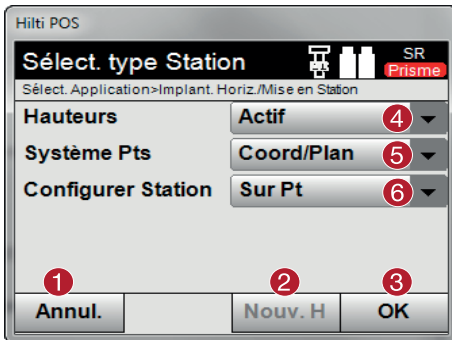 Hilti POS
Sélect. type Station
SR
Prisme
Sélect. Application>Implant. Horiz./Mise en Station
Hauteurs Actif 4
Système Pts Coord/Plan 5
Configurer Station Sur Pt 6
1 2 3
Annul. Nouv. H OK